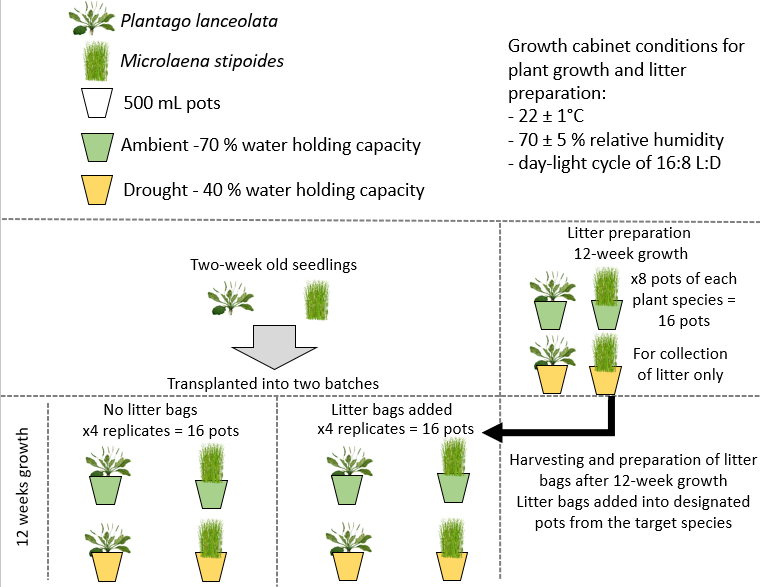 Plantago lanceolata
Microlaena stipoides
500 mL pots
Ambient -70 % water holding capacity
Drought - 40 % water holding capacity
Growth cabinet conditions for
plant growth and litter
preparation:
- 22 ± 1°C
- 70 ± 5 % relative humidity
- day-light cycle of 16:8 L:D
Two-week old seedlings
Transplanted into two batches
Litter preparation
12-week growth
x8 pots of each
plant species =
16 pots
For collection
of litter only
12 weeks growth
No litter bags
x4 replicates = 16 pots
Litter bags added
x4 replicates = 16 pots
Harvesting and preparation of litter
bags after 12-week growth
Litter bags added into designated
pots from the target species